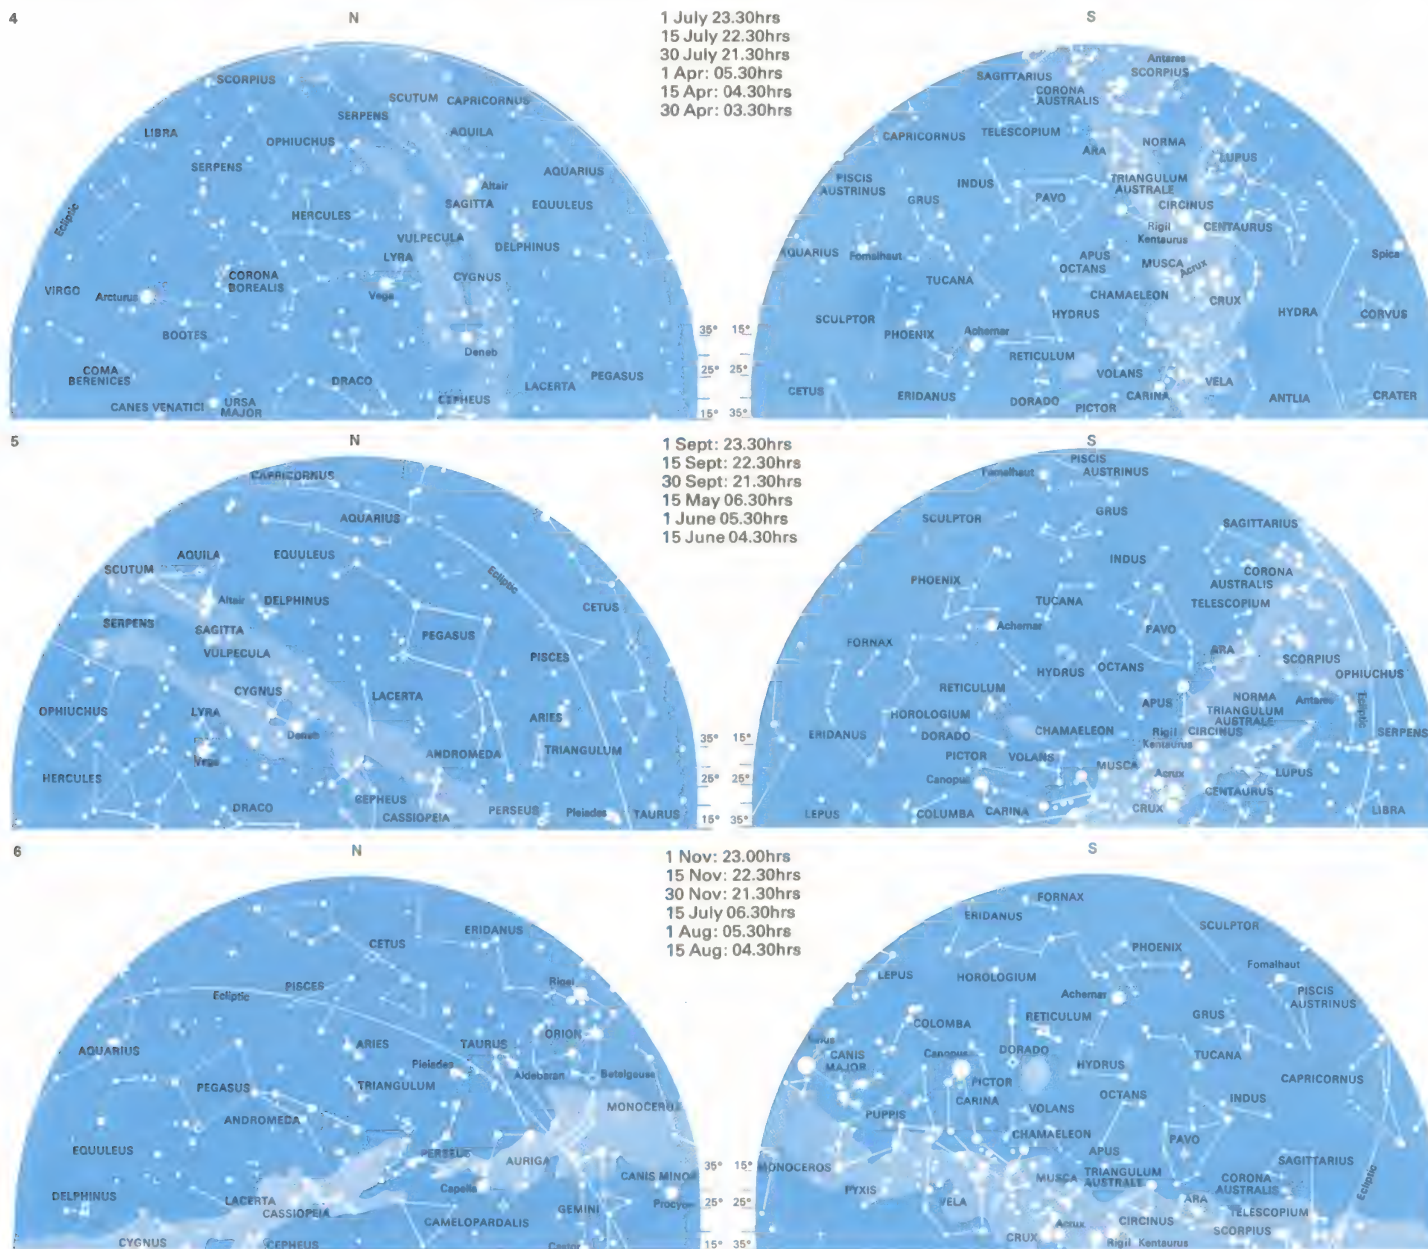 4
N
1 July 23.30hrs
15 July 22.30hrs
30 July 21.30hrs
1 Apr: 05.30hrs
15 Apr: 04.30hrs
30 Apr: 03.30hrs
S
SCORPIUS
SCUTUM
CAPRICORNUS
SERPENS
LIBRA
OPHIUCHUS
AQUILA
SERPENS
AQUARIUS
Altair
SAGITTA
EQUULEUS
Ecliptic
HERCULES
VULPECULA
DELPHINUS
LYRA
CORONA
BOREALIS
CYGNUS
VIRGO
Arcturus
Vega
BOOTES
Deneb
COMA
BERENICES
DRACO
LACERTA
PEGASUS
CANES VENATICI
URSA
MAJOR
CEPHEUS
35° 15°
25° 25°
15° 35°
Antares
SAGITTARIUS
SCORPIUS
CORONA
AUSTRALIS
CAPRICORNUS
TELESCOPIUM
NORMA
ARA
LUPUS
PISCIS
AUSTRINUS
INDUS
TRIANGULUM
AUSTRALE
GRUS
PAVO
CIRCINUS
Rigil
Kentaurus
CENTAURUS
AQUARIUS
Fomalhaut
APUS
OCTANS
MUSCA
Acrux
Spica
TUCANA
CHAMAELEON
CRUX
SCULPTOR
HYDRUS
HYDRA
CORVUS
PHOENIX
Achernar
RETICULUM
VOLANS
VELA
CETUS
ERIDANUS
DORADO
PICTOR
CARINA
ANTLIA
CRATER
5
N
1 Sept: 23.30hrs
15 Sept: 22.30hrs
30 Sept: 21.30hrs
15 May 06.30hrs
1 June 05.30hrs
15 June 04.30hrs
S
CAPRICORNUS
AQUARIUS
AQUILA
EQUULEUS
SCUTUM
Ecliptic
Altair
DELPHINUS
CETUS
SERPENS
SAGITTA
PEGASUS
VULPECULA
PISCES
CYGNUS
LACERTA
OPHIUCHUS
LYRA
ARIES
Deneb
ANDROMEDA
TRIANGULUM
Vega
HERCULES
CEPHEUS
DRACO
CASSIOPEIA
PERSEUS
Pleiades
TAURUS
35° 15°
25° 25°
15° 35°
PISCIS
AUSTRINUS
Fomalhaut
GRUS
SCULPTOR
SAGITTARIUS
INDUS
CORONA
AUSTRALIS
PHOENIX
TUCANA
TELESCOPIUM
Achernar
PAVO
FORNAX
ARA
SCORPIUS
HYDRUS
OCTANS
OPHIUCHUS
RETICULUM
NORMA
Antares
APUS
TRIANGULUM
AUSTRALE
Ecliptic
HOROLOGIUM
DORADO
CHAMAELEON
Rigil
Kentaurus
CIRCINUS
ERIDANUS
SERPENS
PICTOR
VOLANS
MUSCA
Acrux
LUPUS
Canopus
CENTAURUS
LEPUS
COLUMBA
CARINA
CRUX
LIBRA
6
N
1 Nov: 23.00hrs
15 Nov: 22.30hrs
30 Nov: 21.30hrs
15 July 06.30hrs
1 Aug: 05.30hrs
15 Aug: 04.30hrs
S
ERIDANUS
CETUS
Rigel
PISCES
Ecliptic
ORION
AQUARIUS
ARIES
TAURUS
Pleiades
Aldebaran
Betelgeuse
PEGASUS
TRIANGULUM
MONOCEROS
ANDROMEDA
EQUULEUS
PERSEUS
AURIGA
CANIS MINOR
DELPHINUS
LACERTA
Capella
CASSIOPEIA
GEMINI
Procyon
CAMELOPARDALIS
CYGNUS
CEPHEUS
Castor
35° 15°
25° 25°
15° 35°
FORNAX
ERIDANUS
SCULPTOR
PHOENIX
LEPUS
HOROLOGIUM
Fomalhaut
Achernar
PISCIS
AUSTRINUS
COLOMBA
RETICULUM
GRUS
CANIS
MAJOR
Canopus
DORADO
HYDRUS
TUCANA
PICTOR
CAPRICORNUS
CARINA
OCTANS
INDUS
PUPPIS
VOLANS
CHAMAELEON
PAVO
APUS
MONOCEROS
SAGITTARIUS
MUSCA
TRIANGULUM
AUSTRALE
CORONA
AUSTRALIS
Ecliptic
PYXIS
VELA
ARA
TELESCOPIUM
CIRCINUS
Acrux
SCORPIUS
CRUX
Rigil Kentaurus